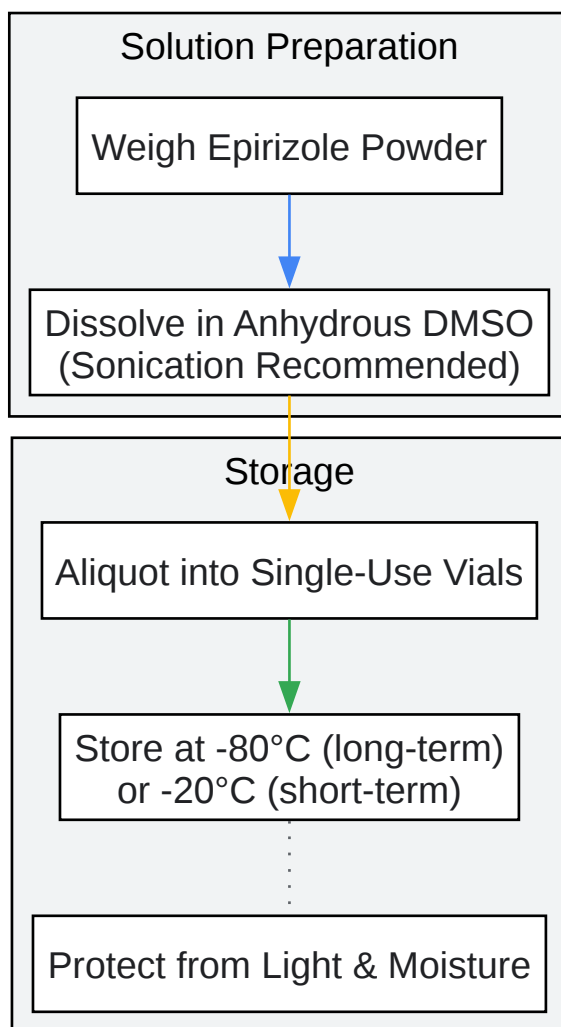 Solution Preparation
Weigh Epirizole Powder
Dissolve in Anhydrous DMSO
(Sonication Recommended)
Storage
Aliquot into Single-Use Vials
Store at -80°C (long-term)
or -20°C (short-term)
Protect from Light & Moisture